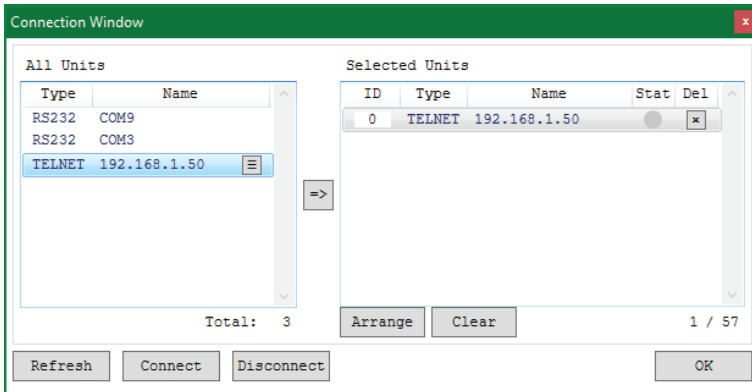 Connection Window
x
All Units
Selected Units
Type Name
ID Type Name Stat Del
RS232 COM9
0 TELNET 192.168.1.50 x
RS232 COM3
TELNET 192.168.1.50
=>
Total: 3
Arrange Clear 1 / 57
Refresh Connect Disconnect OK